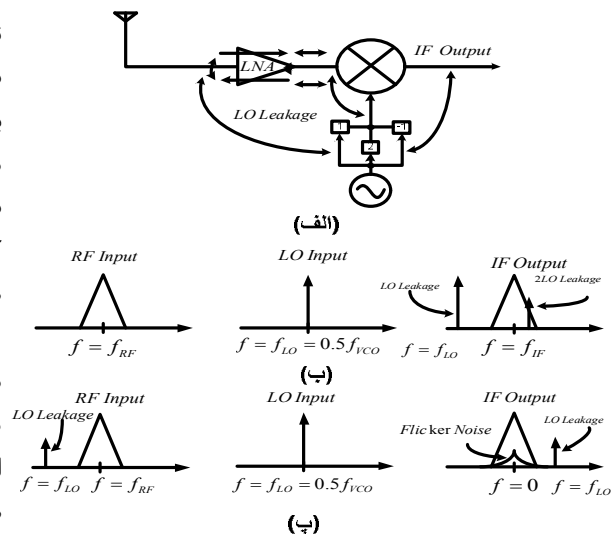 LNA
IF Output
LO Leakage
1
2
-1
(الف)
RF Input
LO Input
IF Output
LO Leakage
2LO Leakage
f = f_RF
f = f_LO = 0.5f_VCO
f = f_LO
f = f_IF
(ب)
RF Input
LO Input
IF Output
LO Leakage
Flicker Noise
LO Leakage
f = f_LO
f = f_RF
f = f_LO = 0.5f_VCO
f = 0
f = f_LO
(پ)